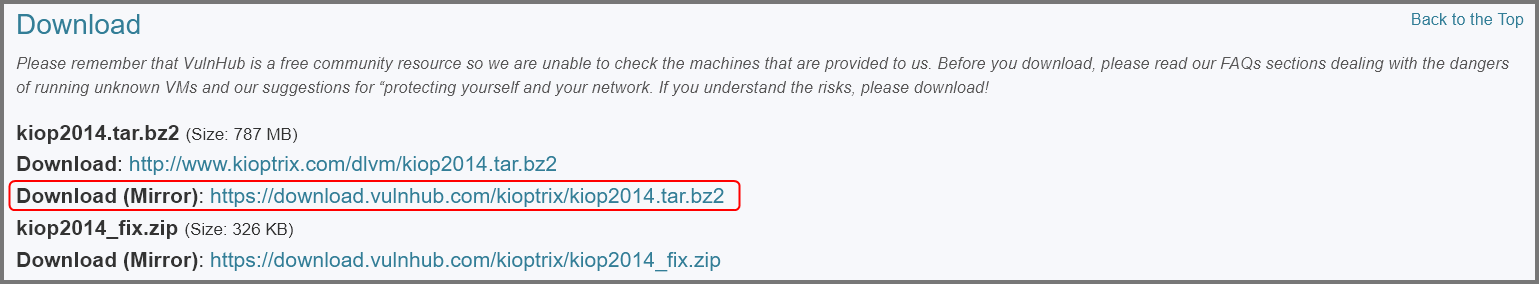 Download
Back to the Top
Please remember that VulnHub is a free community resource so we are unable to check the machines that are provided to us. Before you download, please read our FAQs sections dealing with the dangers
of running unknown VMs and our suggestions for “protecting yourself and your network. If you understand the risks, please download!
kiop2014.tar.bz2 (Size: 787 MB)
Download: http://www.kioptrix.com/dlvm/kiop2014.tar.bz2
Download (Mirror): https://download.vulnhub.com/kioptrix/kiop2014.tar.bz2
kiop2014_fix.zip (Size: 326 KB)
Download (Mirror): https://download.vulnhub.com/kioptrix/kiop2014_fix.zip